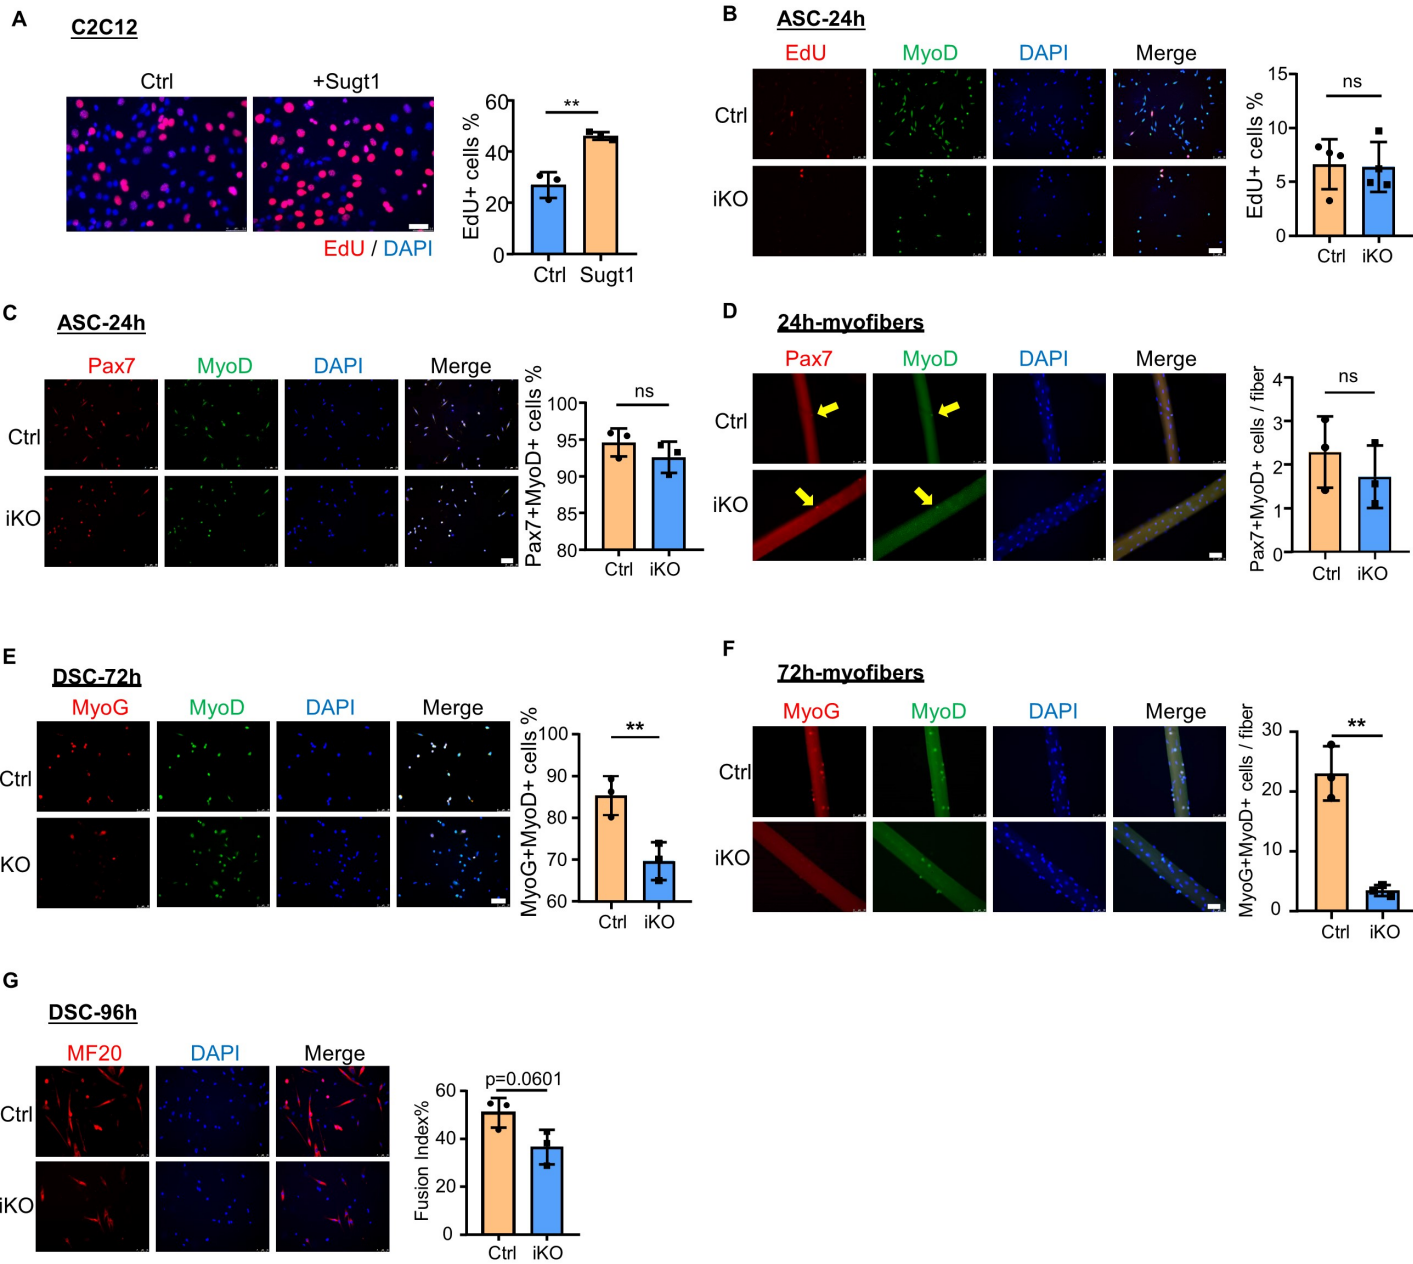 A
C2C12
Ctrl
+Sugt1
EdU / DAPI
EdU+ cells %
60
40
20
0
**
Ctrl
Sugt1
B
ASC-24h
EdU
MyoD
DAPI
Merge
Ctrl
iKO
EdU+ cells %
15
10
5
0
ns
Ctrl
iKO
C
ASC-24h
Pax7
MyoD
DAPI
Merge
Ctrl
iKO
Pax7+MyoD+ cells %
100
95
90
85
80
ns
Ctrl
iKO
D
24h-myofibers
Pax7
MyoD
DAPI
Merge
Ctrl
iKO
Pax7+MyoD+ cells / fiber
4
3
2
1
0
ns
Ctrl
iKO
E
DSC-72h
MyoG
MyoD
DAPI
Merge
Ctrl
KO
MyoG+MyoD+ cells %
100
90
80
70
60
**
Ctrl
iKO
F
72h-myofibers
MyoG
MyoD
DAPI
Merge
Ctrl
iKO
MyoG+MyoD+ cells / fiber
30
20
10
0
**
Ctrl
iKO
G
DSC-96h
MF20
DAPI
Merge
Ctrl
iKO
Fusion Index%
60
40
20
0
p=0.0601
Ctrl
iKO